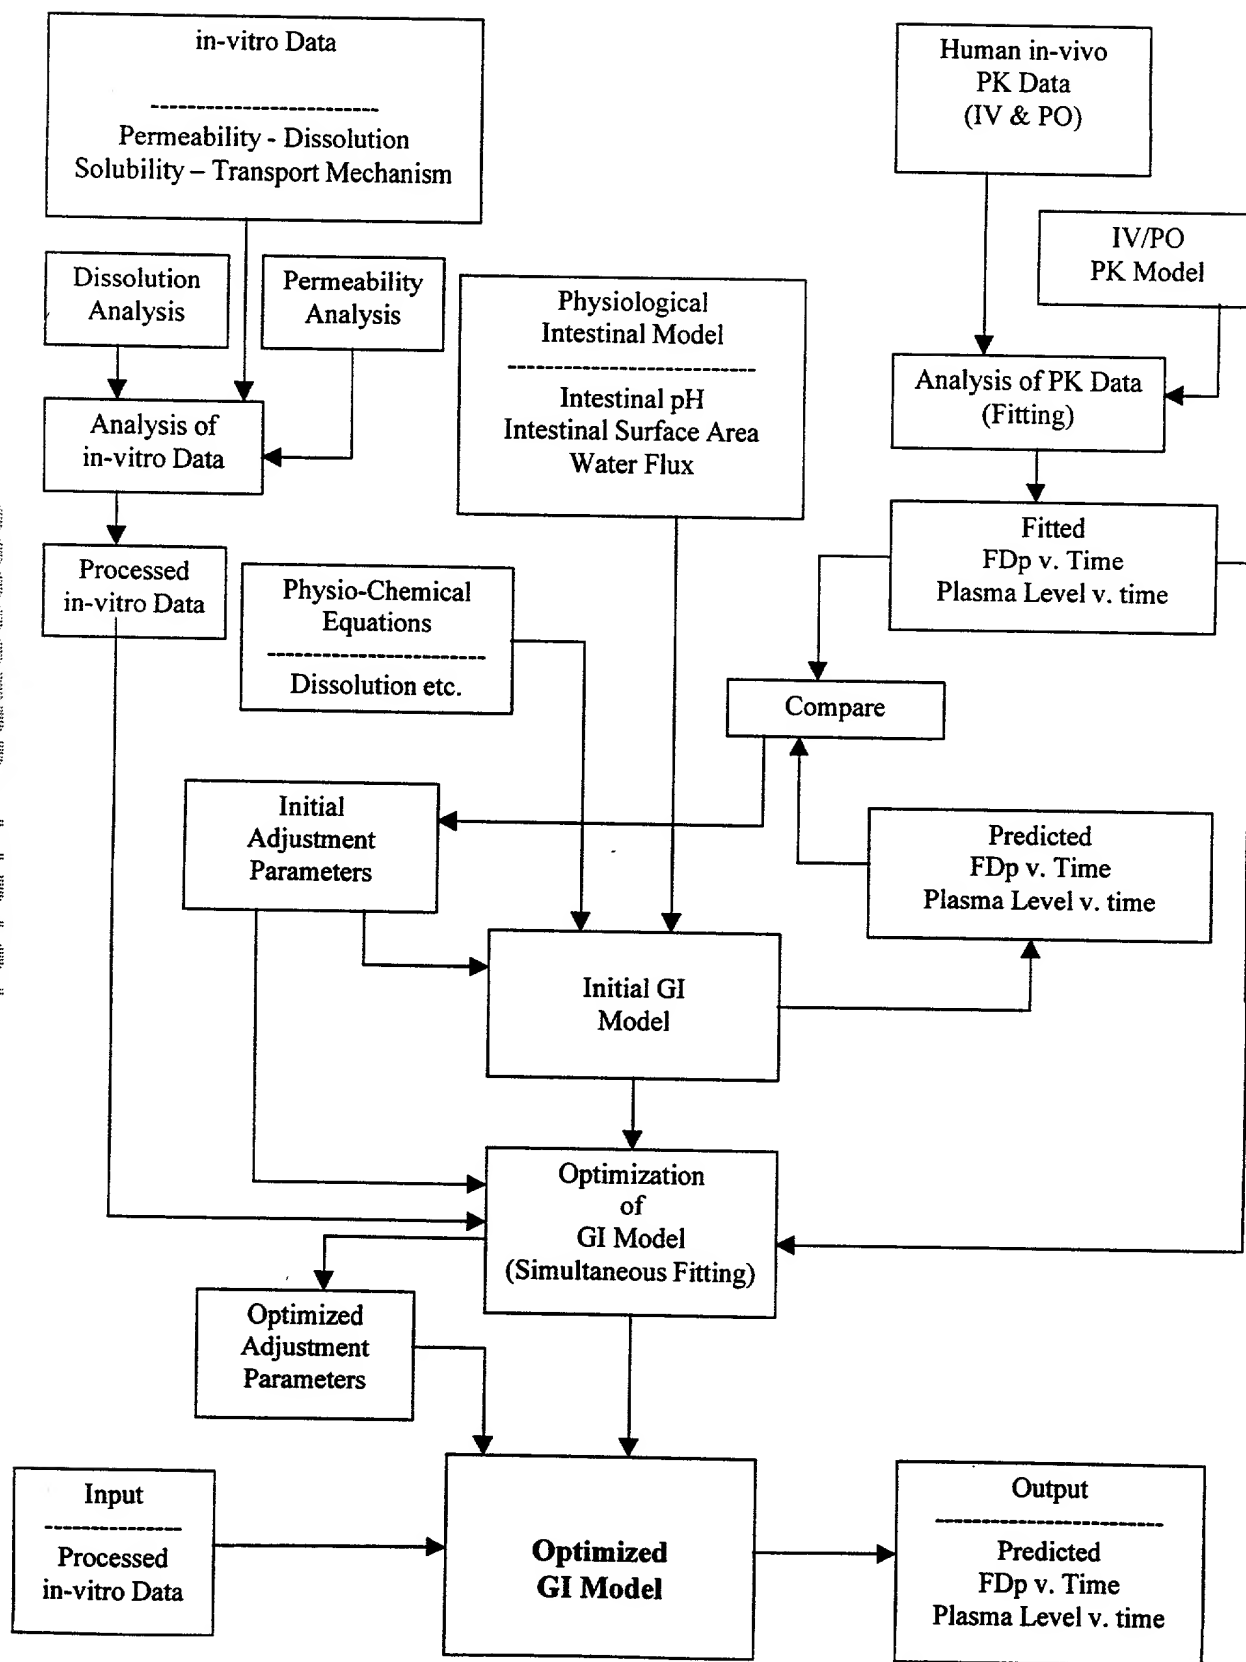 in-vitro Data
Permeability - Dissolution
Solubility – Transport Mechanism
Human in-vivo
PK Data
(IV & PO)
IV/PO
PK Model
Dissolution
Analysis
Permeability
Analysis
Physiological
Intestinal Model
Intestinal pH
Intestinal Surface Area
Water Flux
Analysis of PK Data
(Fitting)
Analysis of
in-vitro Data
Fitted
FDp v. Time
Plasma Level v. time
Processed
in-vitro Data
Physio-Chemical
Equations
Dissolution etc.
Compare
Initial
Adjustment
Parameters
Predicted
FDp v. Time
Plasma Level v. time
Initial GI
Model
Optimization
of
GI Model
(Simultaneous Fitting)
Optimized
Adjustment
Parameters
Input
Processed
in-vitro Data
Optimized
GI Model
Output
Predicted
FDp v. Time
Plasma Level v. time